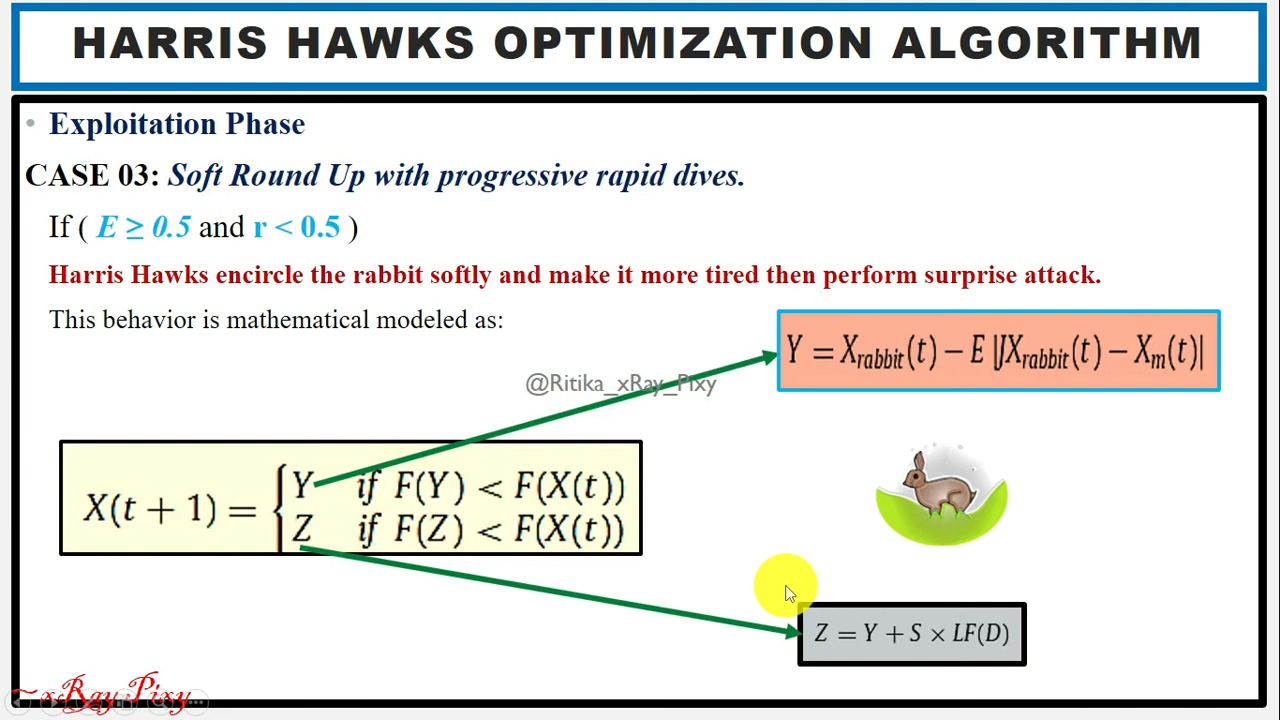 HARRIS HAWKS OPTIMIZATION ALGORITHM
• Exploitation Phase
CASE 03: Soft Round Up with progressive rapid dives.
If ( E ≥ 0.5 and r < 0.5 )
Harris Hawks encircle the rabbit softly and make it more tired then perform surprise attack.
This behavior is mathematical modeled as:
Y = X_rabbit(t) − E |JX_rabbit(t) − X_m(t)|
@Ritika_xRay_Pixy
X(t + 1) = { Y if F(Y) < F(X(t))
Z if F(Z) < F(X(t))
Z = Y + S × LF(D)
~xRay Pixy